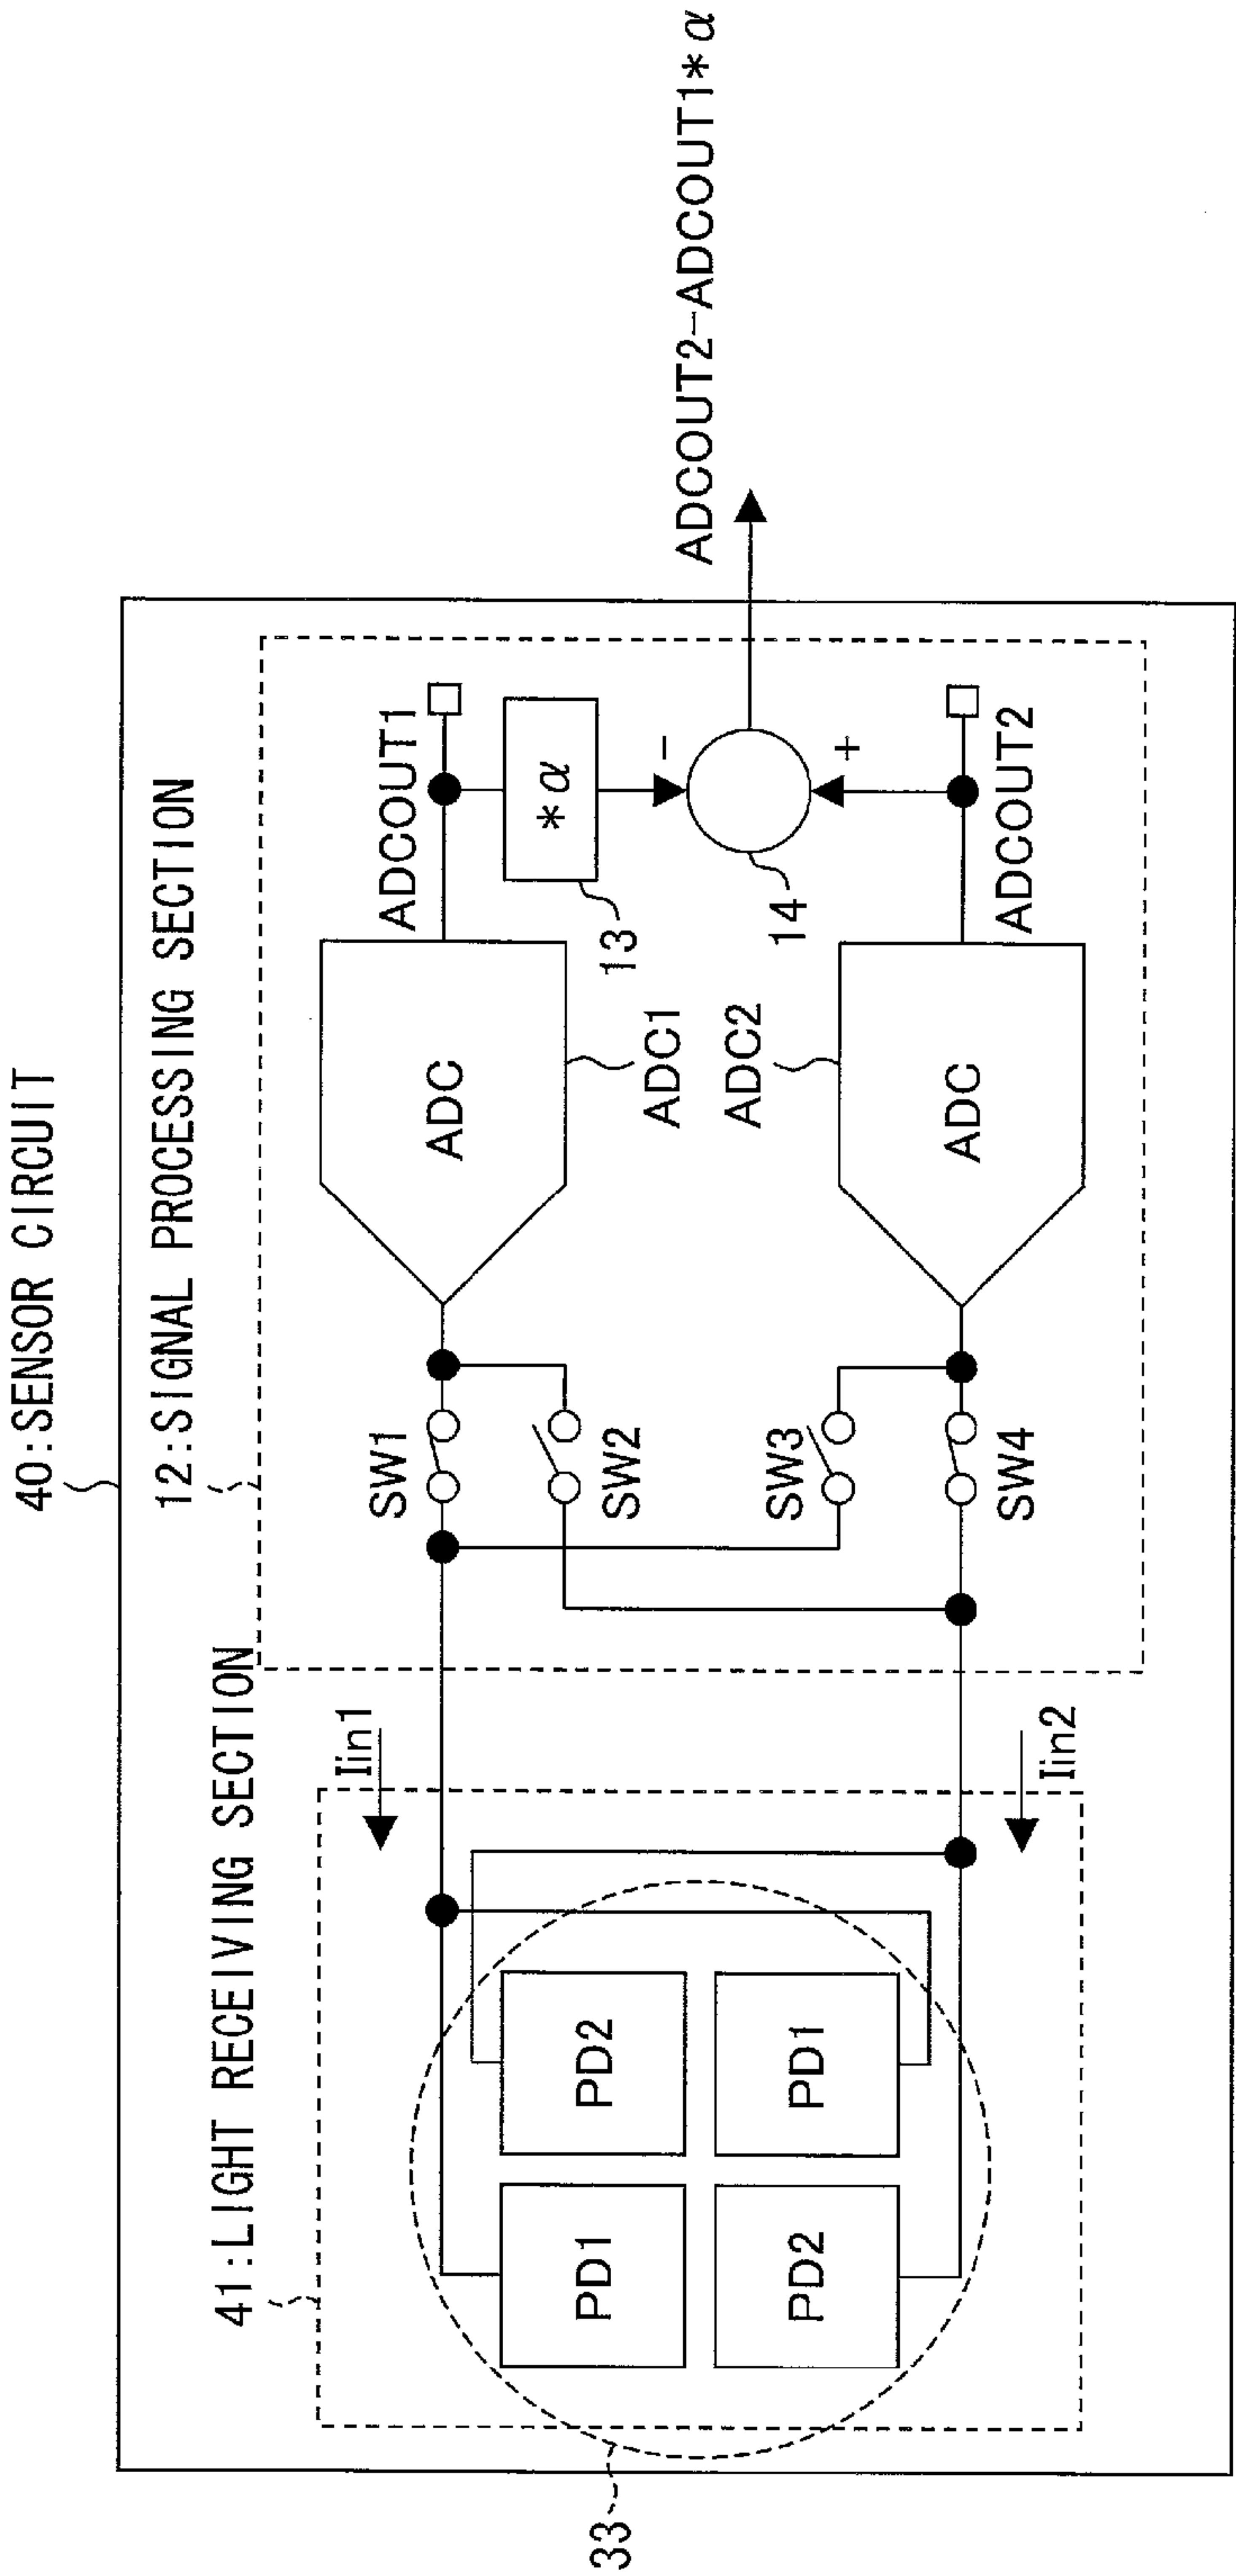 40:SENSOR CIRCUIT
12:SIGNAL PROCESSING SECTION
41:LIGHT RECEIVING SECTION
33
PD1
PD2
PD2
PD1
Iin1
Iin2
SW1
SW2
SW3
SW4
ADC
ADC1
ADC2
ADC
ADCOUT1
*α
13
-
14
+
ADCOUT2
ADCOUT2-ADCOUT1*α